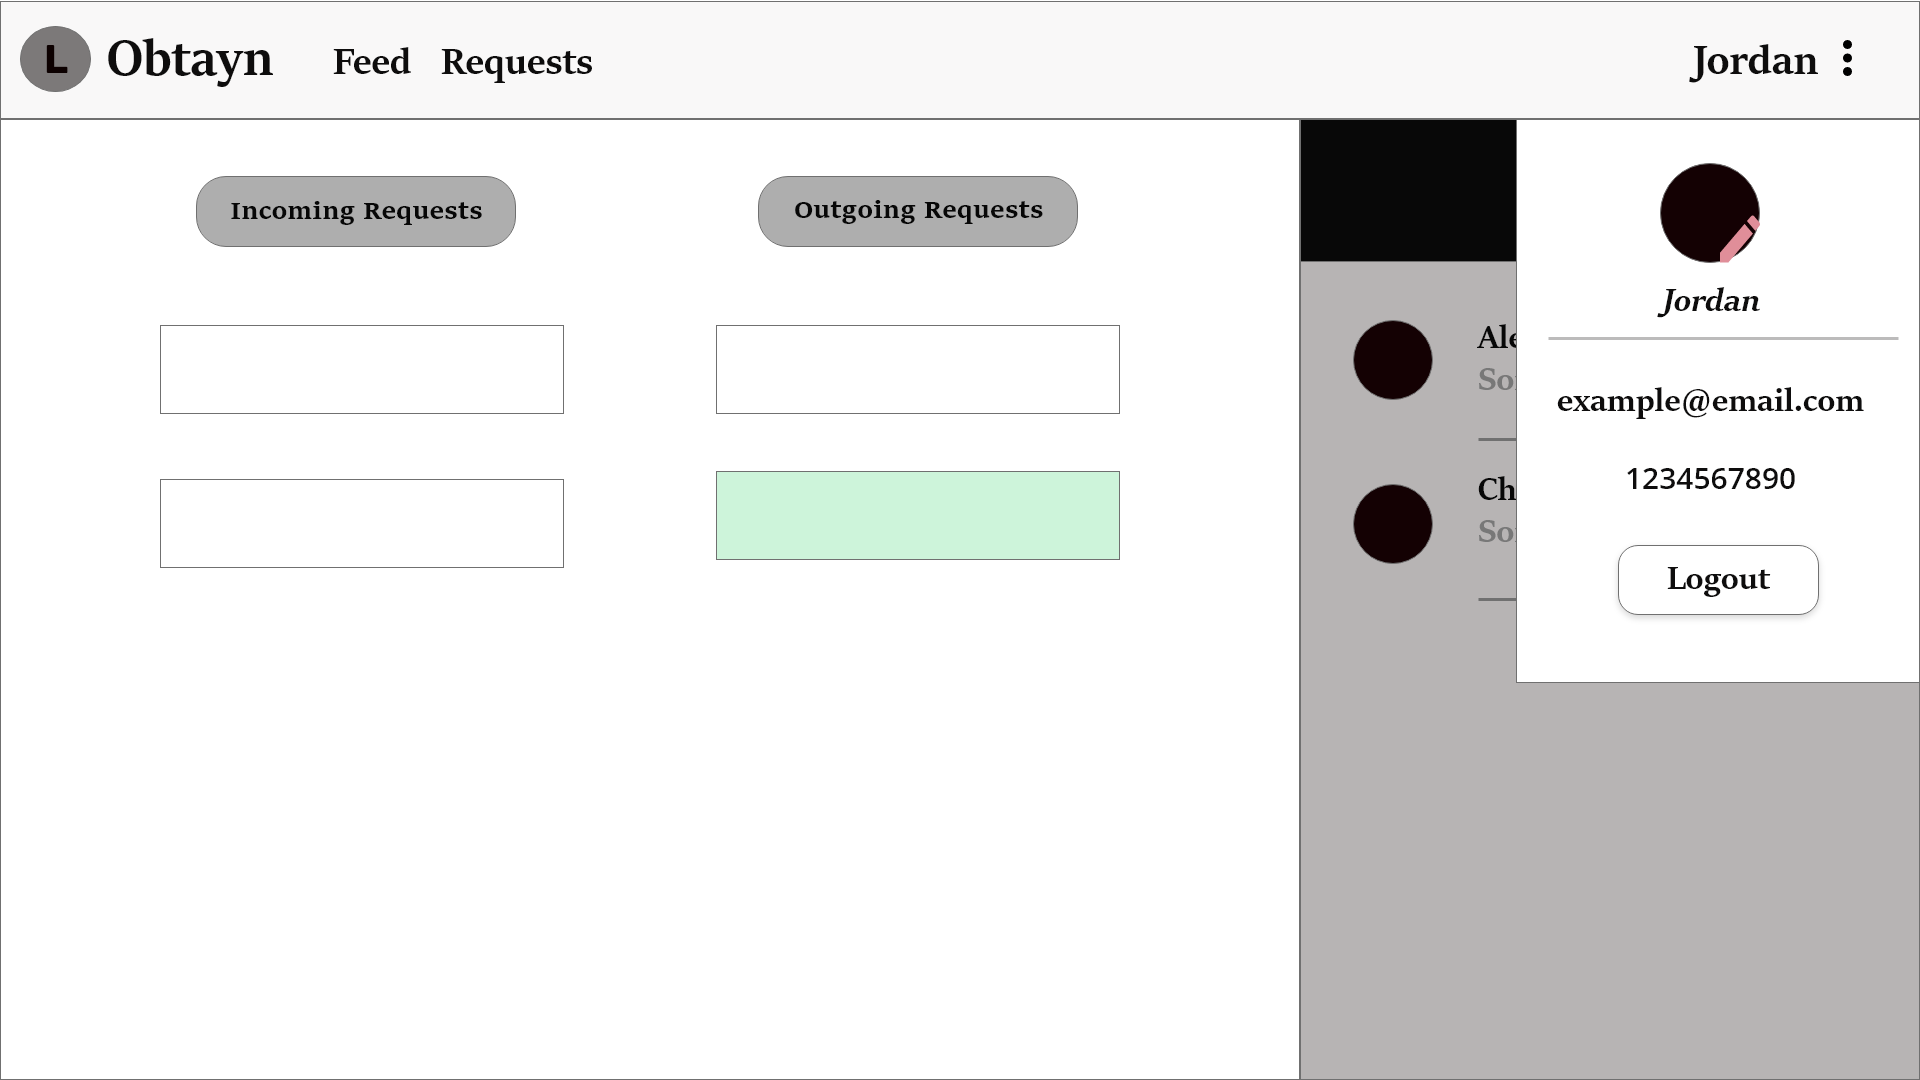 L Obtayn Feed Requests Jordan
Incoming Requests Outgoing Requests
Jordan
example@email.com
1234567890
Logout